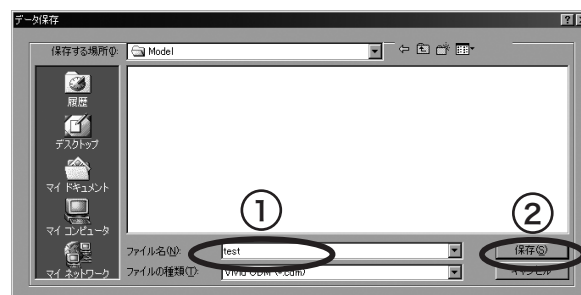 データ保存
保存する場所(I):
Model
履歴
デスクトップ
マイ ドキュメント
マイ コンピュータ
マイ ネットワーク
①
②
ファイル名(N):
test
保存(S)
ファイルの種類(T):
Vivid CDM (*.cdm)
キャンセル